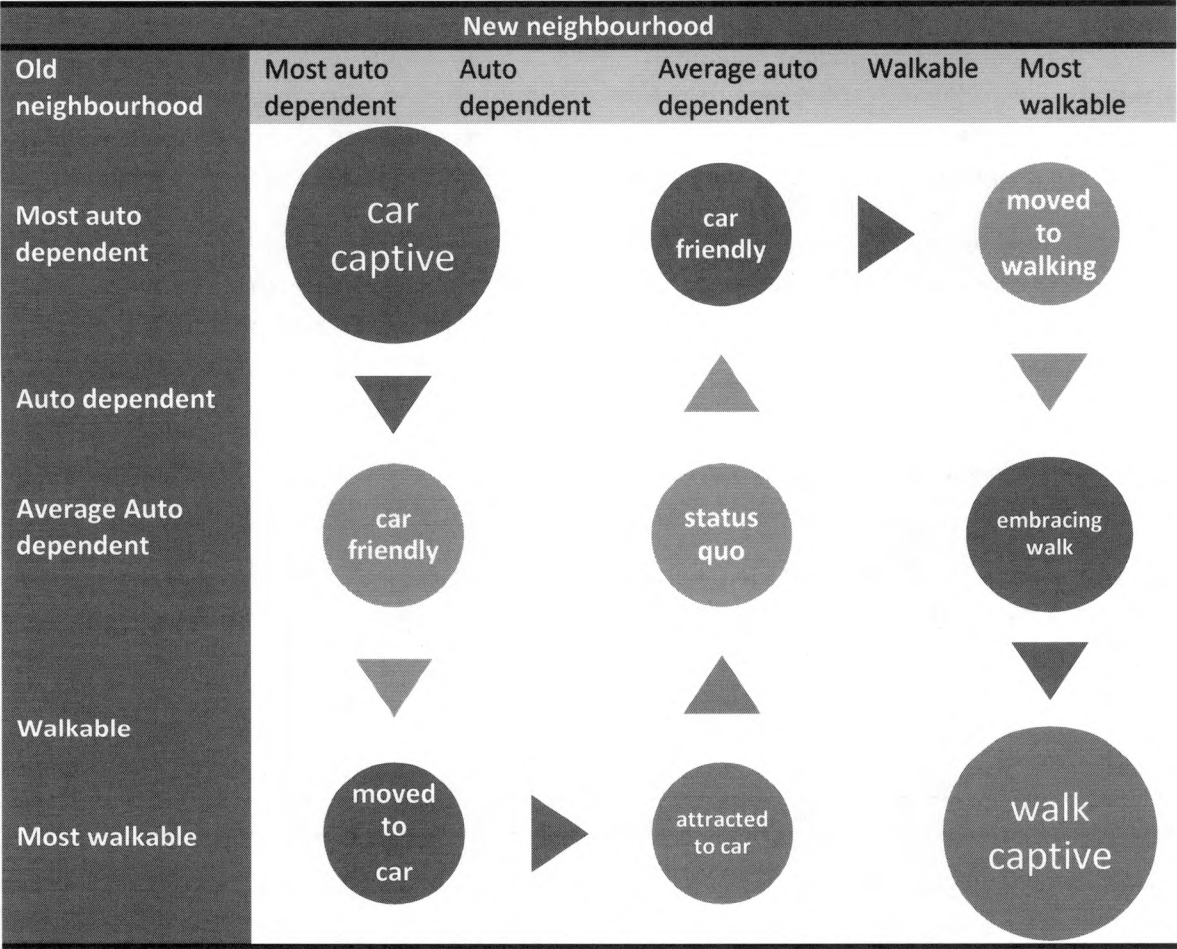 New neighbourhood
Old
neighbourhood
Most auto
dependent
Auto
dependent
Average auto
dependent
Walkable
Most
walkable
Most auto
dependent
car
captive
car
friendly
moved
to
walking
Auto dependent
Average Auto
dependent
car
friendly
status
quo
embracing
walk
Walkable
Most walkable
moved
to
car
attracted
to car
walk
captive